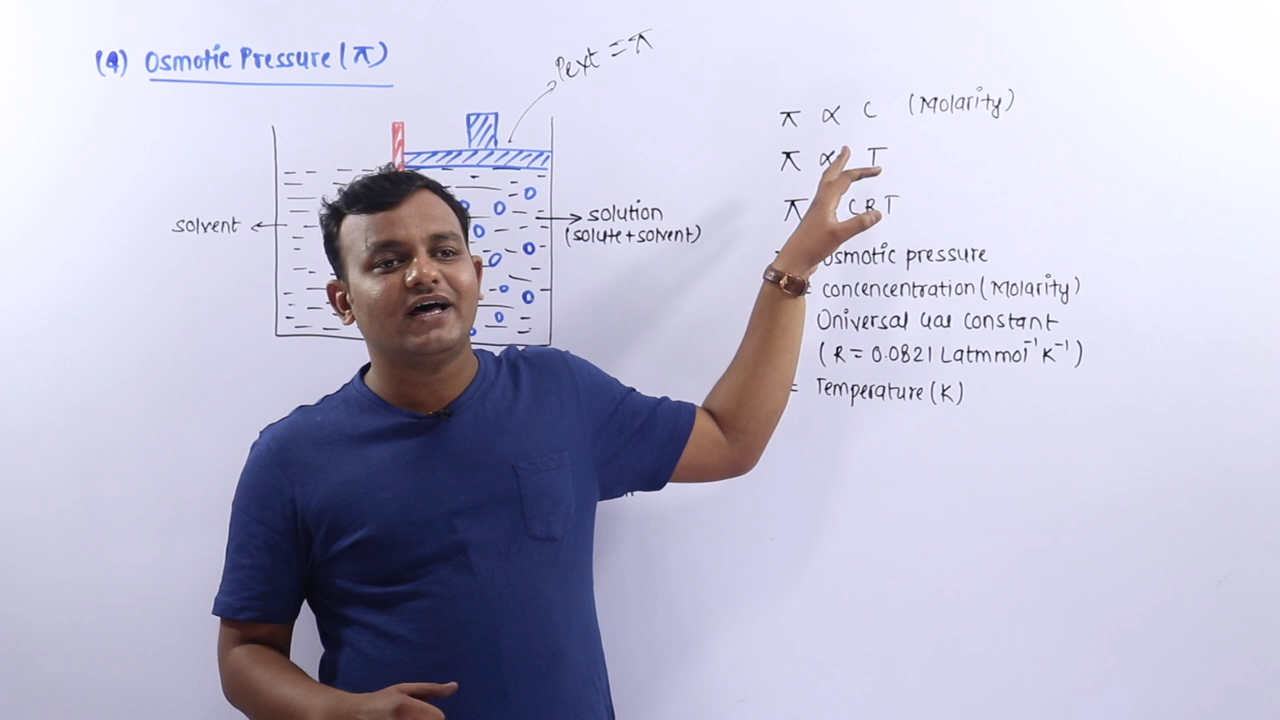 (4) Osmotic Pressure (π)
Pext = π
solvent
solution
(solute+solvent)
π ∝ C (Molarity)
π ∝ T
π CRT
osmotic pressure
= concencentration (Molarity)
Universal Gas constant
(R = 0.0821 Latmmol⁻¹K⁻¹)
= Temperature (K)